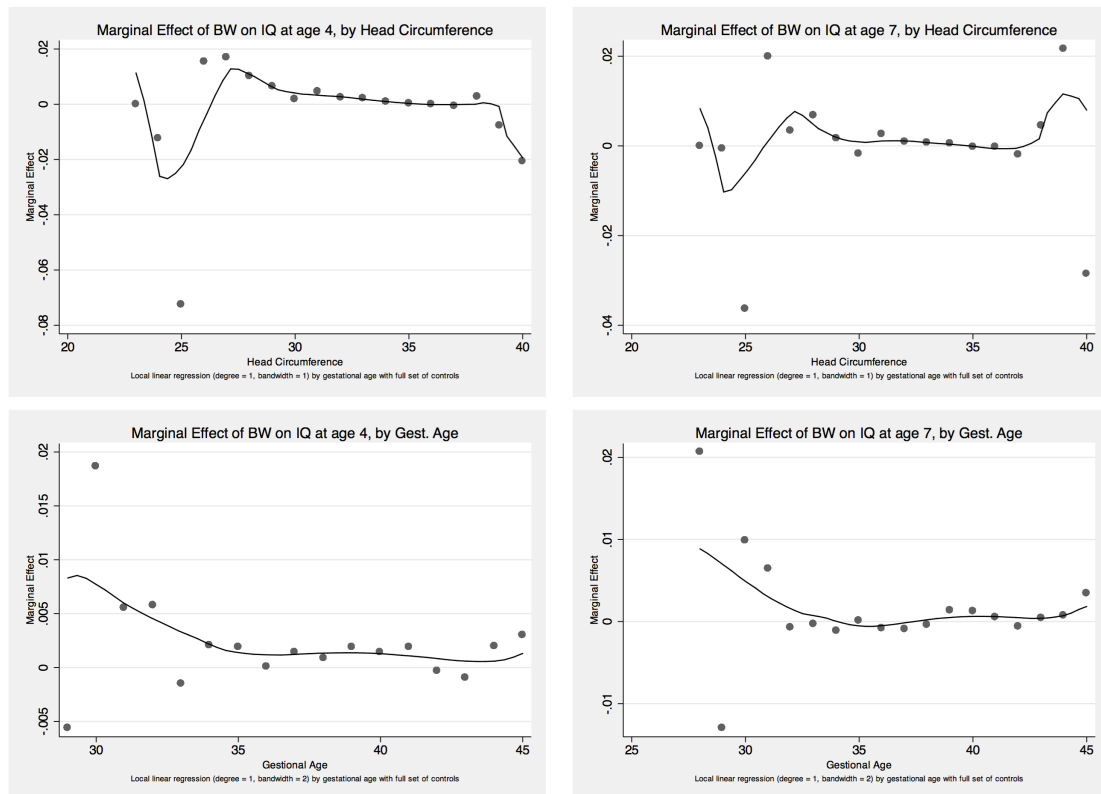 Marginal Effect of BW on IQ at age 4, by Head Circumference
Marginal Effect
.02
0
-.02
-.04
-.06
-.08
20 25 30 35 40
Head Circumference
Local linear regression (degree = 1, bandwidth = 1) by gestational age with full set of controls
Marginal Effect of BW on IQ at age 7, by Head Circumference
Marginal Effect
.02
0
-.02
-.04
20 25 30 35 40
Head Circumference
Local linear regression (degree = 1, bandwidth = 1) by gestational age with full set of controls
Marginal Effect of BW on IQ at age 4, by Gest. Age
Marginal Effect
.02
.015
.01
.005
0
-.005
30 35 40 45
Gestional Age
Local linear regression (degree = 1, bandwidth = 2) by gestational age with full set of controls
Marginal Effect of BW on IQ at age 7, by Gest. Age
Marginal Effect
.02
.01
0
-.01
25 30 35 40 45
Gestional Age
Local linear regression (degree = 1, bandwidth = 2) by gestational age with full set of controls